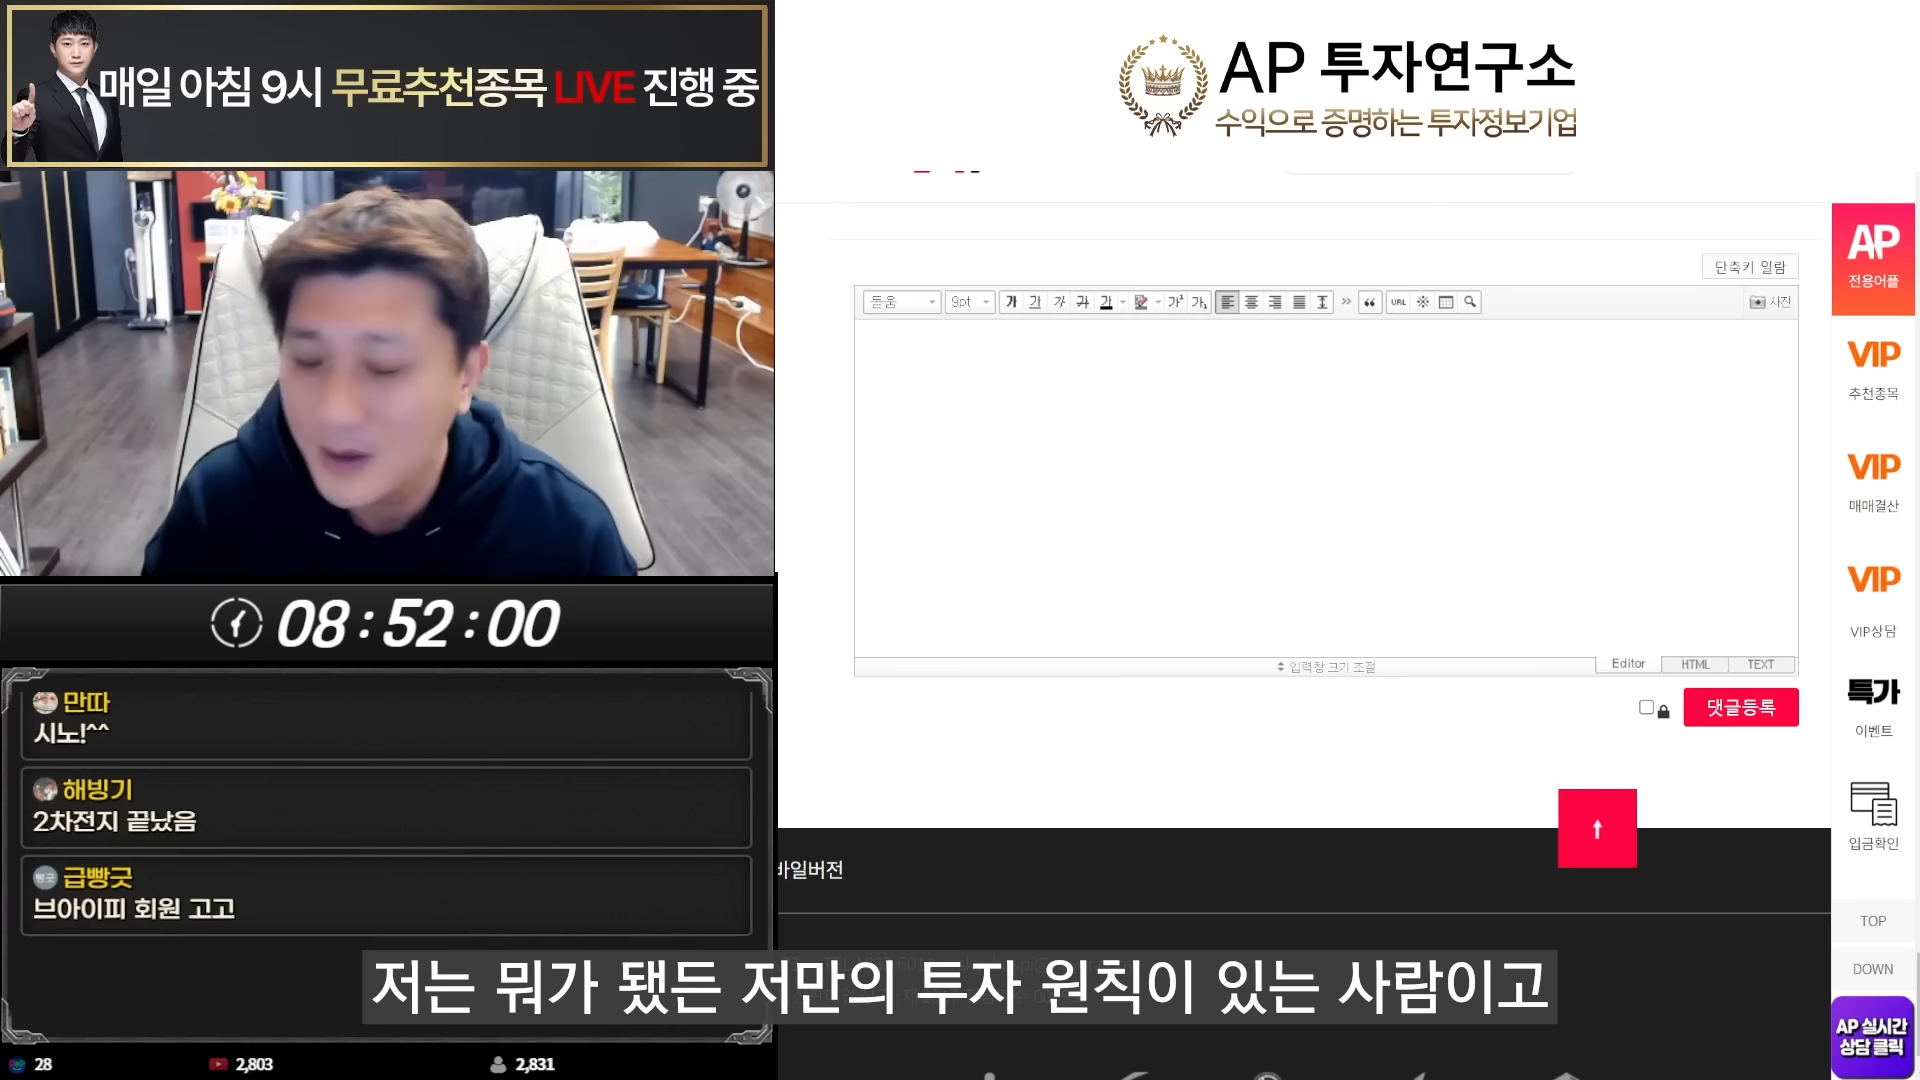 매일 아침 9시 무료추천종목 LIVE 진행 중
AP 투자연구소
수익으로 증명하는 투자정보기업
단축키 일람
돋움
9pt
가 가 가 가 가 가 가
URL
사진
입력창 크기 조절
Editor
HTML
TEXT
댓글등록
AP
전용어플
VIP
추천종목
VIP
매매결산
VIP
VIP상담
특가
이벤트
입금확인
TOP
DOWN
AP 실시간
상담 클릭
08:52:00
만따
시노!^^
해빙기
2차전지 끝났음
급빵긋
브아이피 회원 고고
바일버전
저는 뭐가 됐든 저만의 투자 원칙이 있는 사람이고
28
2,803
2,831